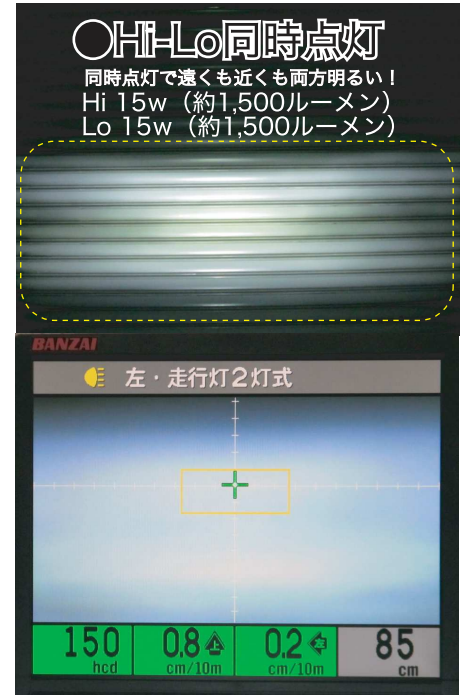 ●Hi-Lo同時点灯
同時点灯で遠くも近くも両方明るい！
Hi 15w（約1,500ルーメン）
Lo 15w（約1,500ルーメン）
BANZAI
左・走行灯2灯式
150 0.8 上 0.2 左 85
hcd cm/10m cm/10m cm